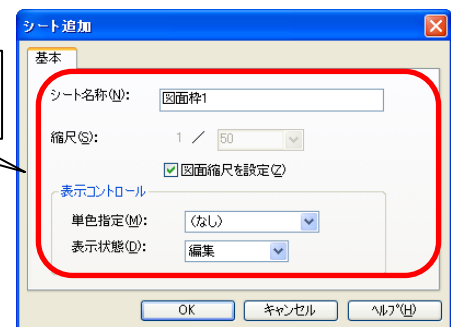 シート追加
基本
シート名称(N): 図面枠1
縮尺(S): 1 ／ 50
図面縮尺を設定(Z)
表示コントロール
単色指定(M): (なし)
表示状態(D): 編集
OK キャンセル ヘルプ(H)